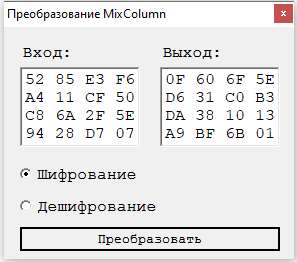 Преобразование MixColumn x
Вход: Выход:
52 85 E3 F6 0F 60 6F 5E
A4 11 CF 50 D6 31 C0 B3
C8 6A 2F 5E DA 38 10 13
94 28 D7 07 A9 BF 6B 01
Шифрование
Дешифрование
Преобразовать